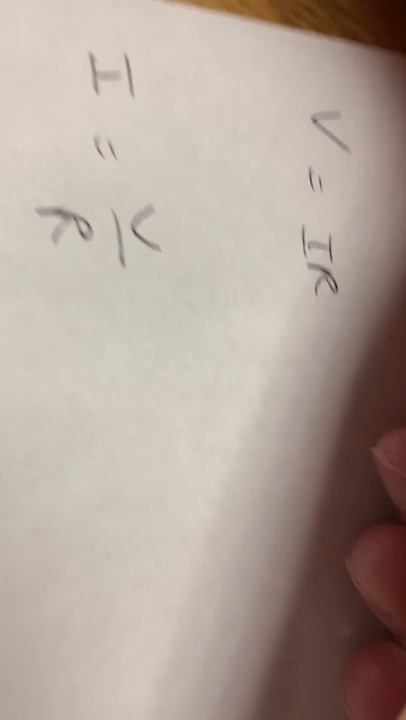 V = IR
I = V/R